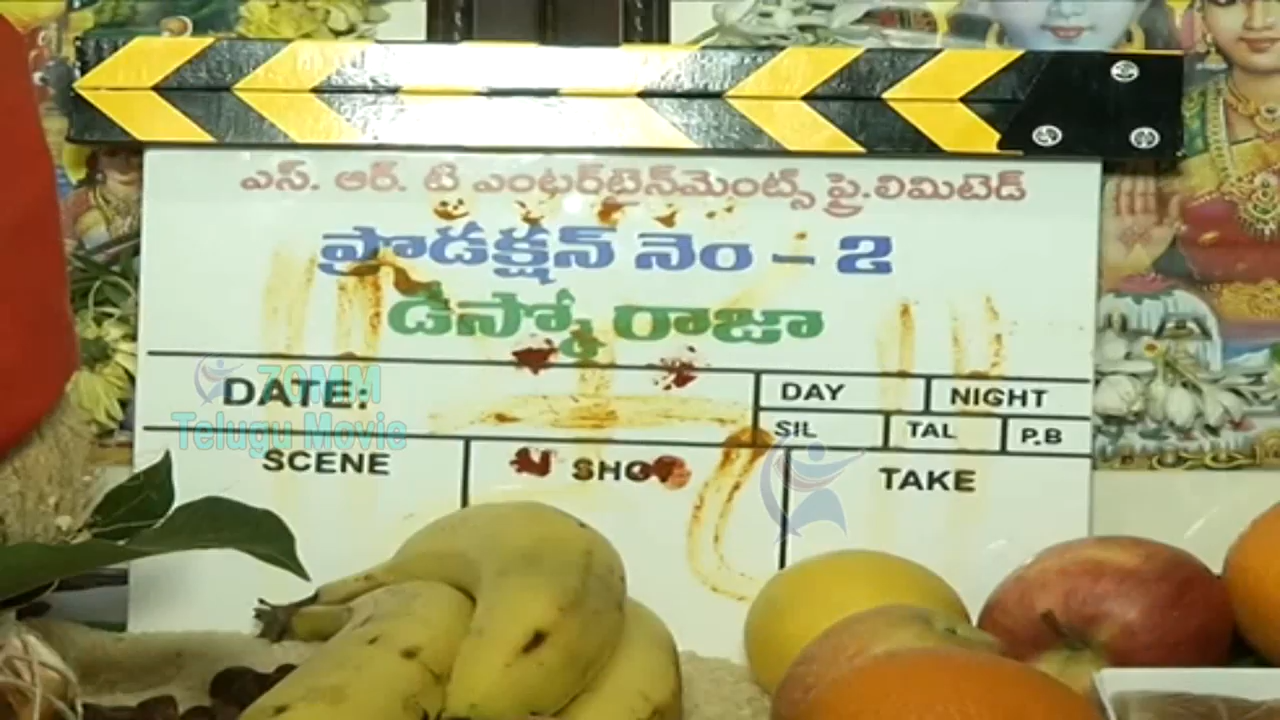 ఎస్. ఆర్. టి ఎంటర్‌టైన్‌మెంట్స్ ప్రై.లిమిటెడ్
ప్రొడక్షన్ నెం - 2
డిస్కో రాజా
DATE:
DAY NIGHT
SIL TAL P.B
SCENE SHOT TAKE
ZOMM
Telugu Movie